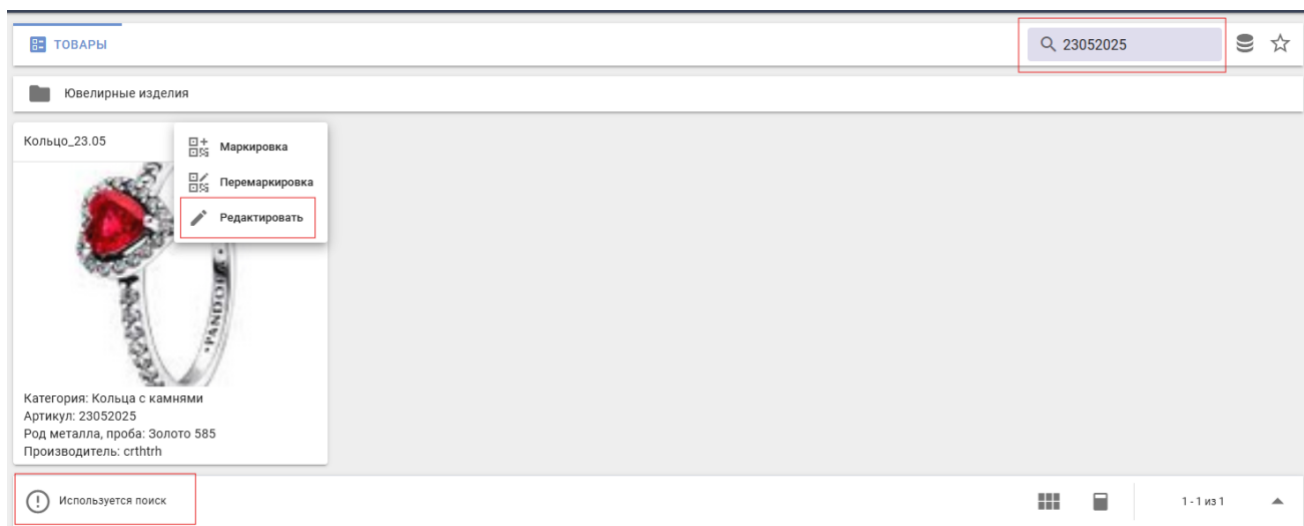 ТОВАРЫ
23052025
Ювелирные изделия
Кольцо_23.05
Маркировка
Перемаркировка
Редактировать
PANDOR
Категория: Кольца с камнями
Артикул: 23052025
Род металла, проба: Золото 585
Производитель: crthtrh
Используется поиск
1 - 1 из 1